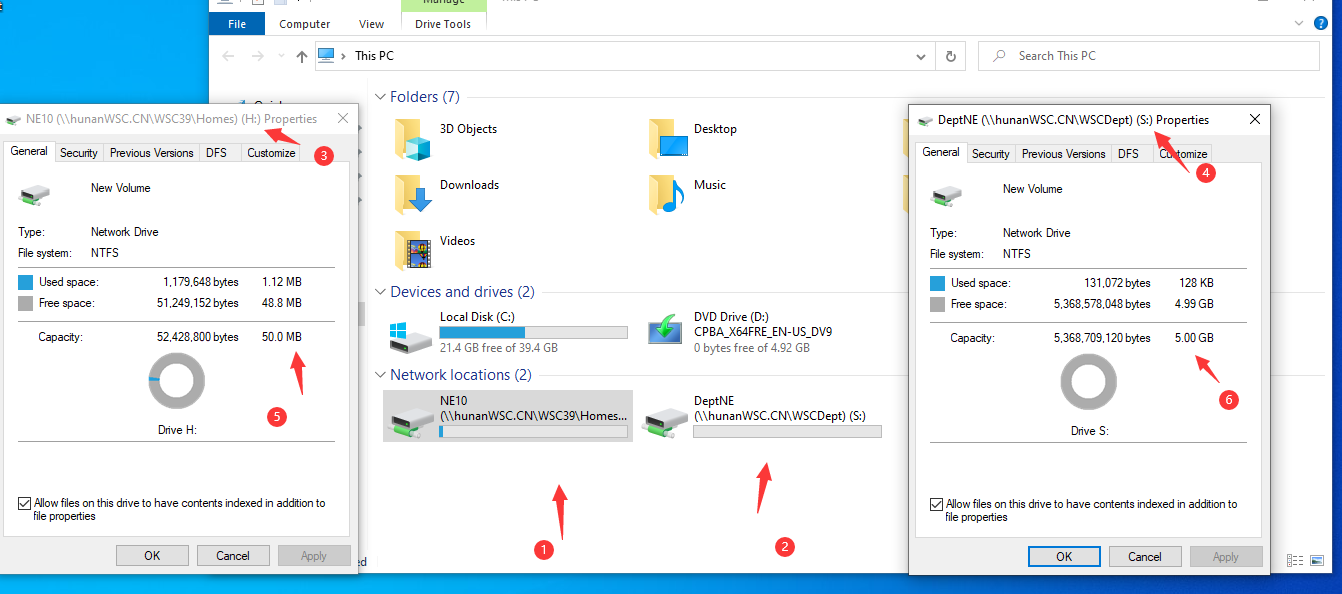 Manage
This PC
File
Computer
View
Drive Tools
This PC
Search This PC
Folders (7)
3D Objects
Desktop
Downloads
Music
Videos
Devices and drives (2)
Local Disk (C:)
21.4 GB free of 39.4 GB
DVD Drive (D:)
CPBA_X64FRE_EN-US_DV9
0 bytes free of 4.92 GB
Network locations (2)
NE10
(\\hunanWSC.CN\WSC39\Homes...
DeptNE
(\\hunanWSC.CN\WSCDept) (S:)
1
2
NE10 (\\hunanWSC.CN\WSC39\Homes) (H:) Properties
General
Security
Previous Versions
DFS
Customize
3
New Volume
Type:
Network Drive
File system:
NTFS
Used space:
1,179,648 bytes
1.12 MB
Free space:
51,249,152 bytes
48.8 MB
Capacity:
52,428,800 bytes
50.0 MB
5
Drive H:
Allow files on this drive to have contents indexed in addition to
file properties
OK
Cancel
Apply
DeptNE (\\hunanWSC.CN\WSCDept) (S:) Properties
General
Security
Previous Versions
DFS
Customize
4
New Volume
Type:
Network Drive
File system:
NTFS
Used space:
131,072 bytes
128 KB
Free space:
5,368,578,048 bytes
4.99 GB
Capacity:
5,368,709,120 bytes
5.00 GB
6
Drive S:
Allow files on this drive to have contents indexed in addition to
file properties
OK
Cancel
Apply